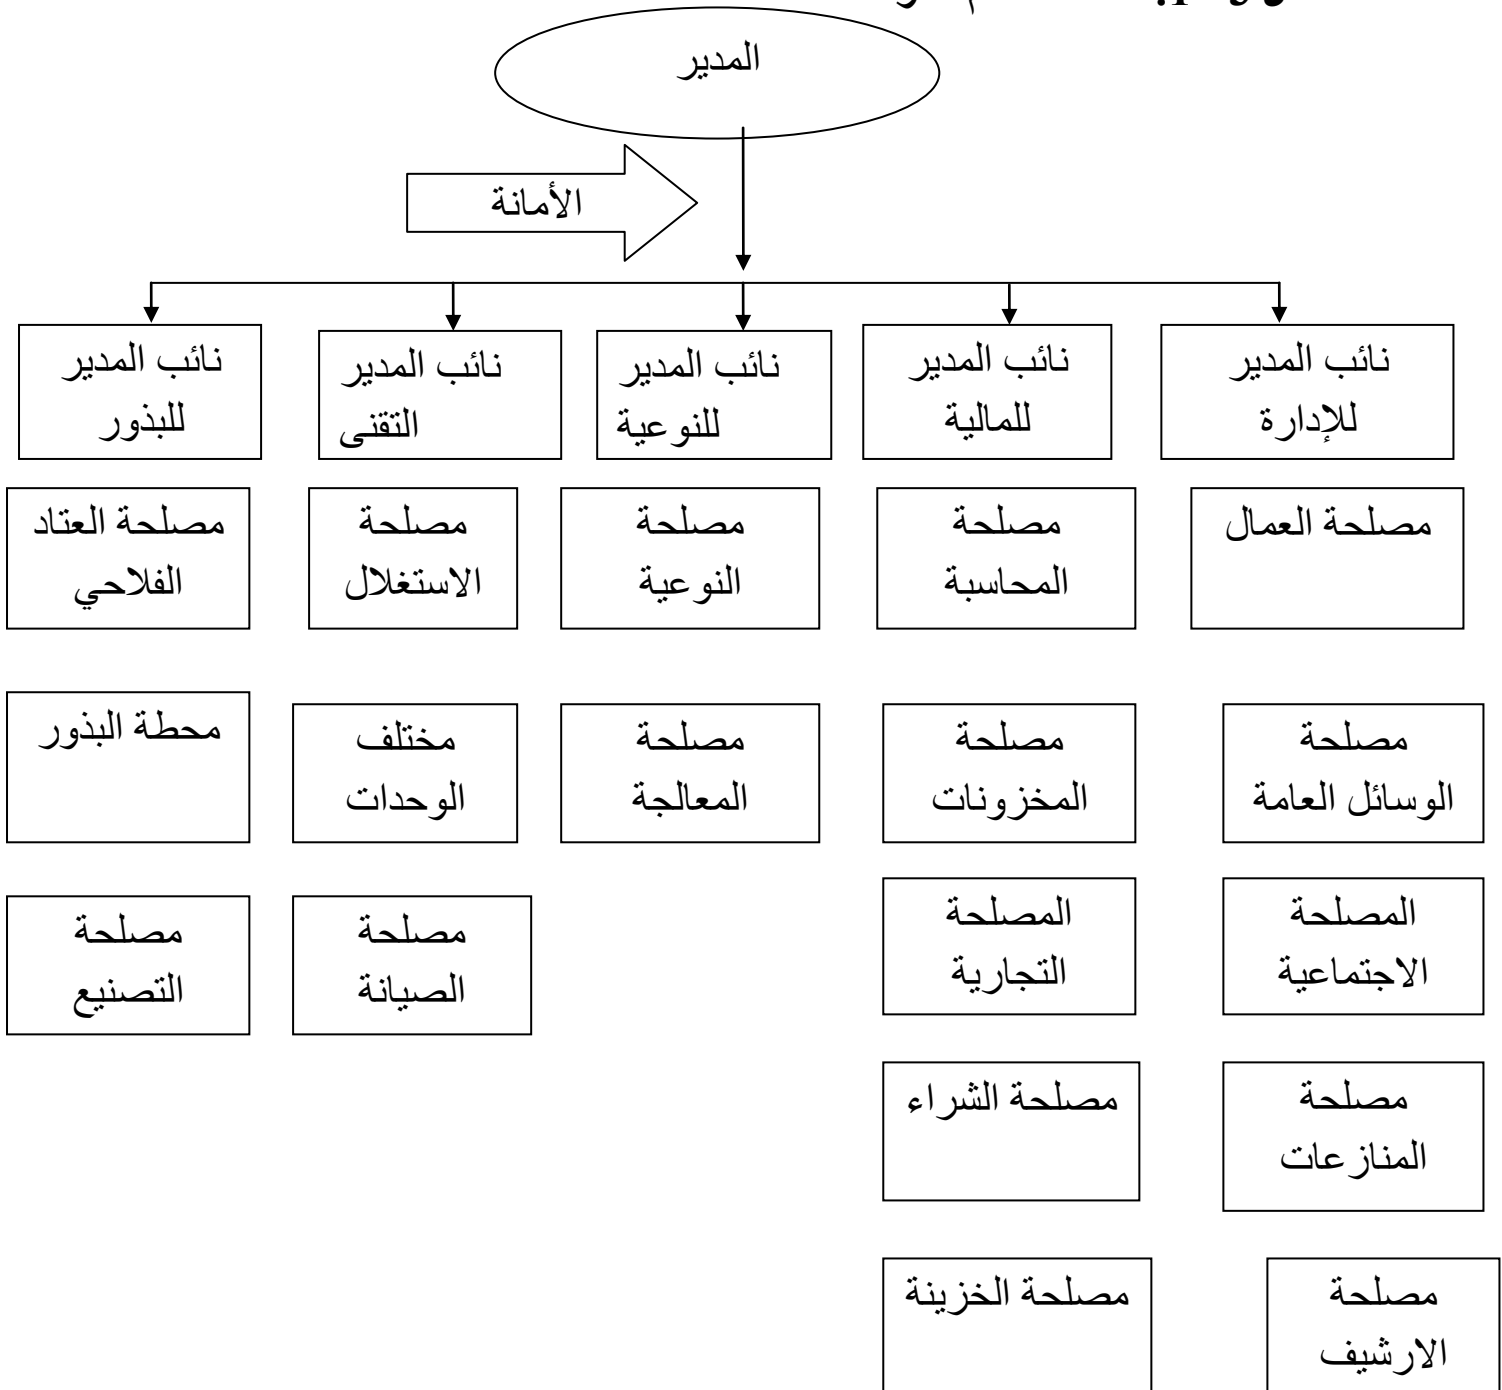 المدير
الأمانة
نائب المدير
للإدارة
نائب المدير
للمالية
نائب المدير
للنوعية
نائب المدير
التقنى
نائب المدير
للبذور
مصلحة العمال
مصلحة
المحاسبة
مصلحة
النوعية
مصلحة
الاستغلال
مصلحة العتاد
الفلاحي
مصلحة
الوسائل العامة
مصلحة
المخزونات
مصلحة
المعالجة
مختلف
الوحدات
محطة البذور
المصلحة
الاجتماعية
المصلحة
التجارية
مصلحة
الصيانة
مصلحة
التصنيع
مصلحة
المنازعات
مصلحة الشراء
مصلحة
الارشيف
مصلحة الخزينة